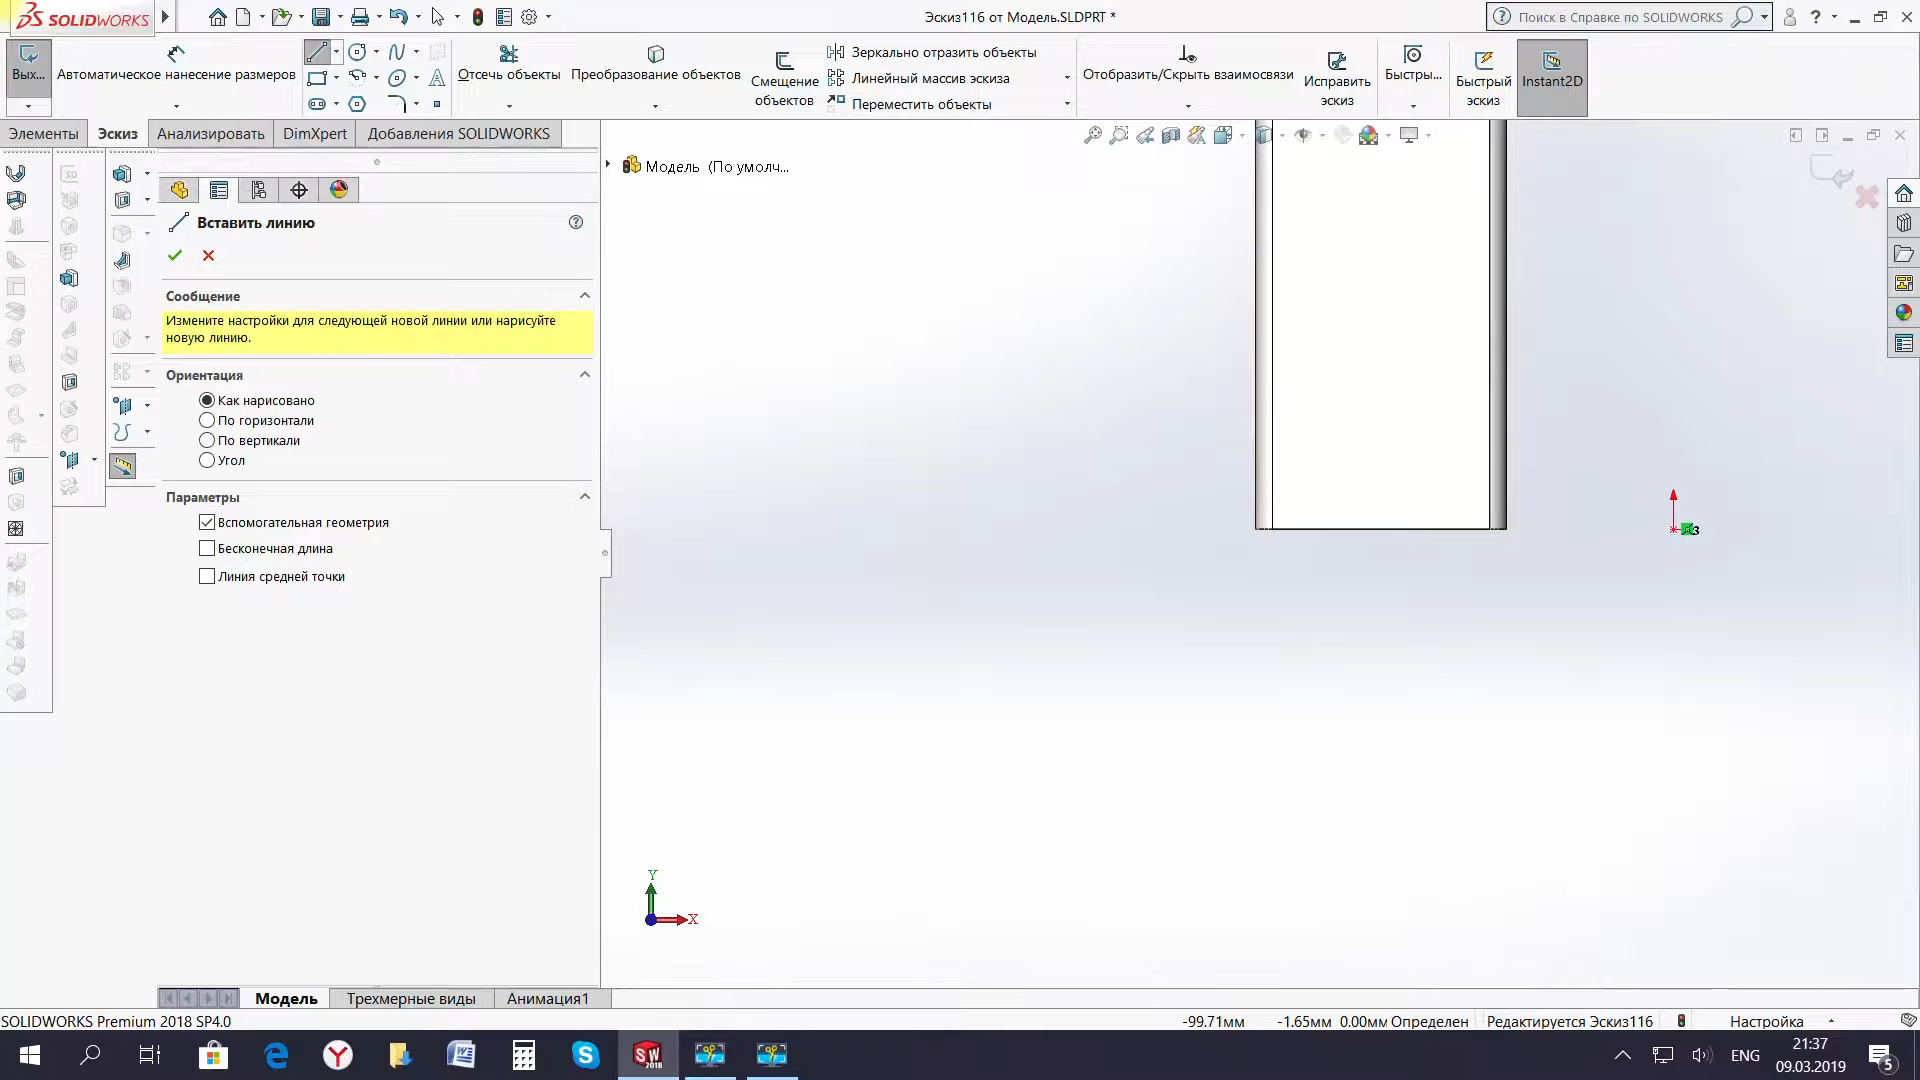 SOLIDWORKS
Эскиз116 от Модель.SLDPRT *
Поиск в Справке по SOLIDWORKS
?
Вых...
Автоматическое нанесение размеров
Отсечь объекты
Преобразование объектов
Смещение
объектов
Зеркально отразить объекты
Линейный массив эскиза
Переместить объекты
Отобразить/Скрыть взаимосвязи
Исправить
эскиз
Быстры...
Быстрый
эскиз
Instant2D
Элементы
Эскиз
Анализировать
DimXpert
Добавления SOLIDWORKS
Модель (По умолч...
Вставить линию
Сообщение
Измените настройки для следующей новой линии или нарисуйте
новую линию.
Ориентация
Как нарисовано
По горизонтали
По вертикали
Угол
Параметры
Вспомогательная геометрия
Бесконечная длина
Линия средней точки
3
Y
X
Модель
Трехмерные виды
Анимация1
SOLIDWORKS Premium 2018 SP4.0
-99.71мм
-1.65мм
0.00мм
Определен
Редактируется Эскиз116
Настройка
SW
2018
ENG
21:37
09.03.2019
5